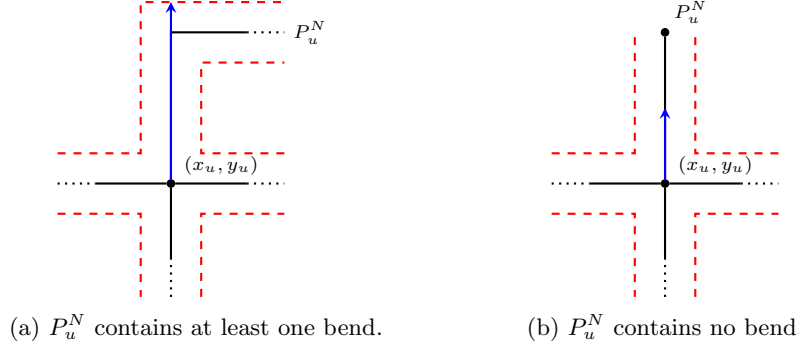 $P_u^N$
$P_u^N$
$(x_u, y_u)$
$(x_u, y_u)$
(a) $P_u^N$ contains at least one bend.
(b) $P_u^N$ contains no bend.